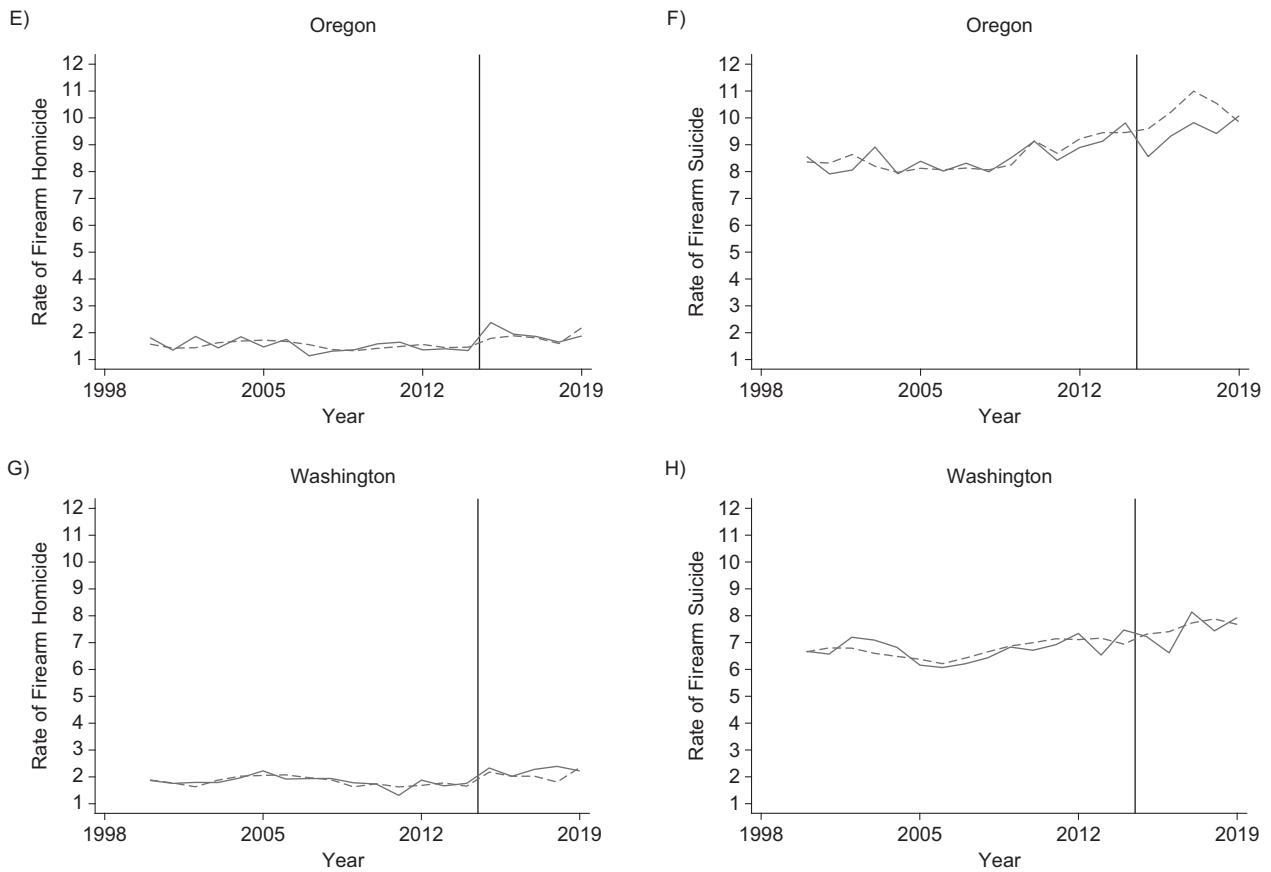 E)
Oregon
Rate of Firearm Homicide
12
11
10
9
8
7
6
5
4
3
2
1
1998 2005 2012 2019
Year
F)
Oregon
Rate of Firearm Suicide
12
11
10
9
8
7
6
5
4
3
2
1
1998 2005 2012 2019
Year
G)
Washington
Rate of Firearm Homicide
12
11
10
9
8
7
6
5
4
3
2
1
1998 2005 2012 2019
Year
H)
Washington
Rate of Firearm Suicide
12
11
10
9
8
7
6
5
4
3
2
1
1998 2005 2012 2019
Year